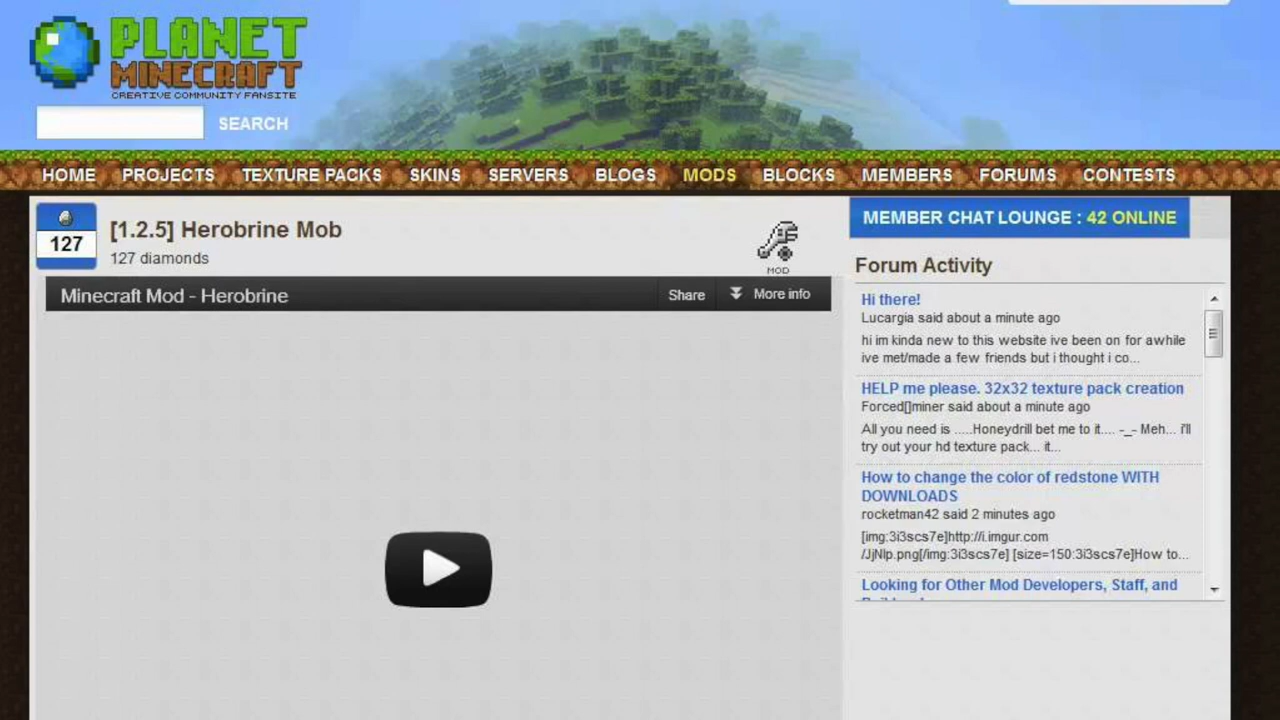 PLANET
MINECRAFT
CREATIVE COMMUNITY FANSITE
SEARCH
HOME PROJECTS TEXTURE PACKS SKINS SERVERS BLOGS MODS BLOCKS MEMBERS FORUMS CONTESTS
127
[1.2.5] Herobrine Mob
127 diamonds
MOD
Minecraft Mod - Herobrine
Share
More info
MEMBER CHAT LOUNGE : 42 ONLINE
Forum Activity
Hi there!
Lucargia said about a minute ago
hi im kinda new to this website ive been on for awhile
ive met/made a few friends but i thought i co...
HELP me please. 32x32 texture pack creation
Forced[]miner said about a minute ago
All you need is .....Honeydrill bet me to it.... -_- Meh... i'll
try out your hd texture pack... it...
How to change the color of redstone WITH
DOWNLOADS
rocketman42 said 2 minutes ago
[img:3i3scs7e]http://i.imgur.com
/JjNlp.png[/img:3i3scs7e] [size=150:3i3scs7e]How to...
Looking for Other Mod Developers, Staff, and